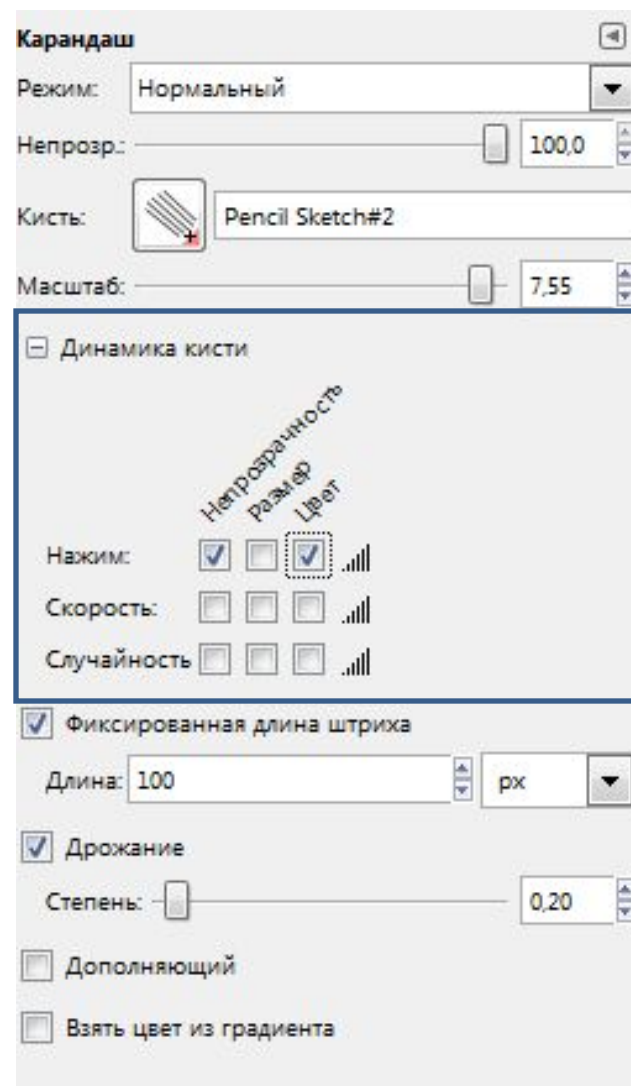 Карандаш
Режим: Нормальный
Непрозр.: 100,0
Кисть: Pencil Sketch#2
Масштаб: 7,55
Динамика кисти
Непрозрачность Размер Цвет
Нажим:
Скорость:
Случайность
Фиксированная длина штриха
Длина: 100 px
Дрожание
Степень: 0,20
Дополняющий
Взять цвет из градиента